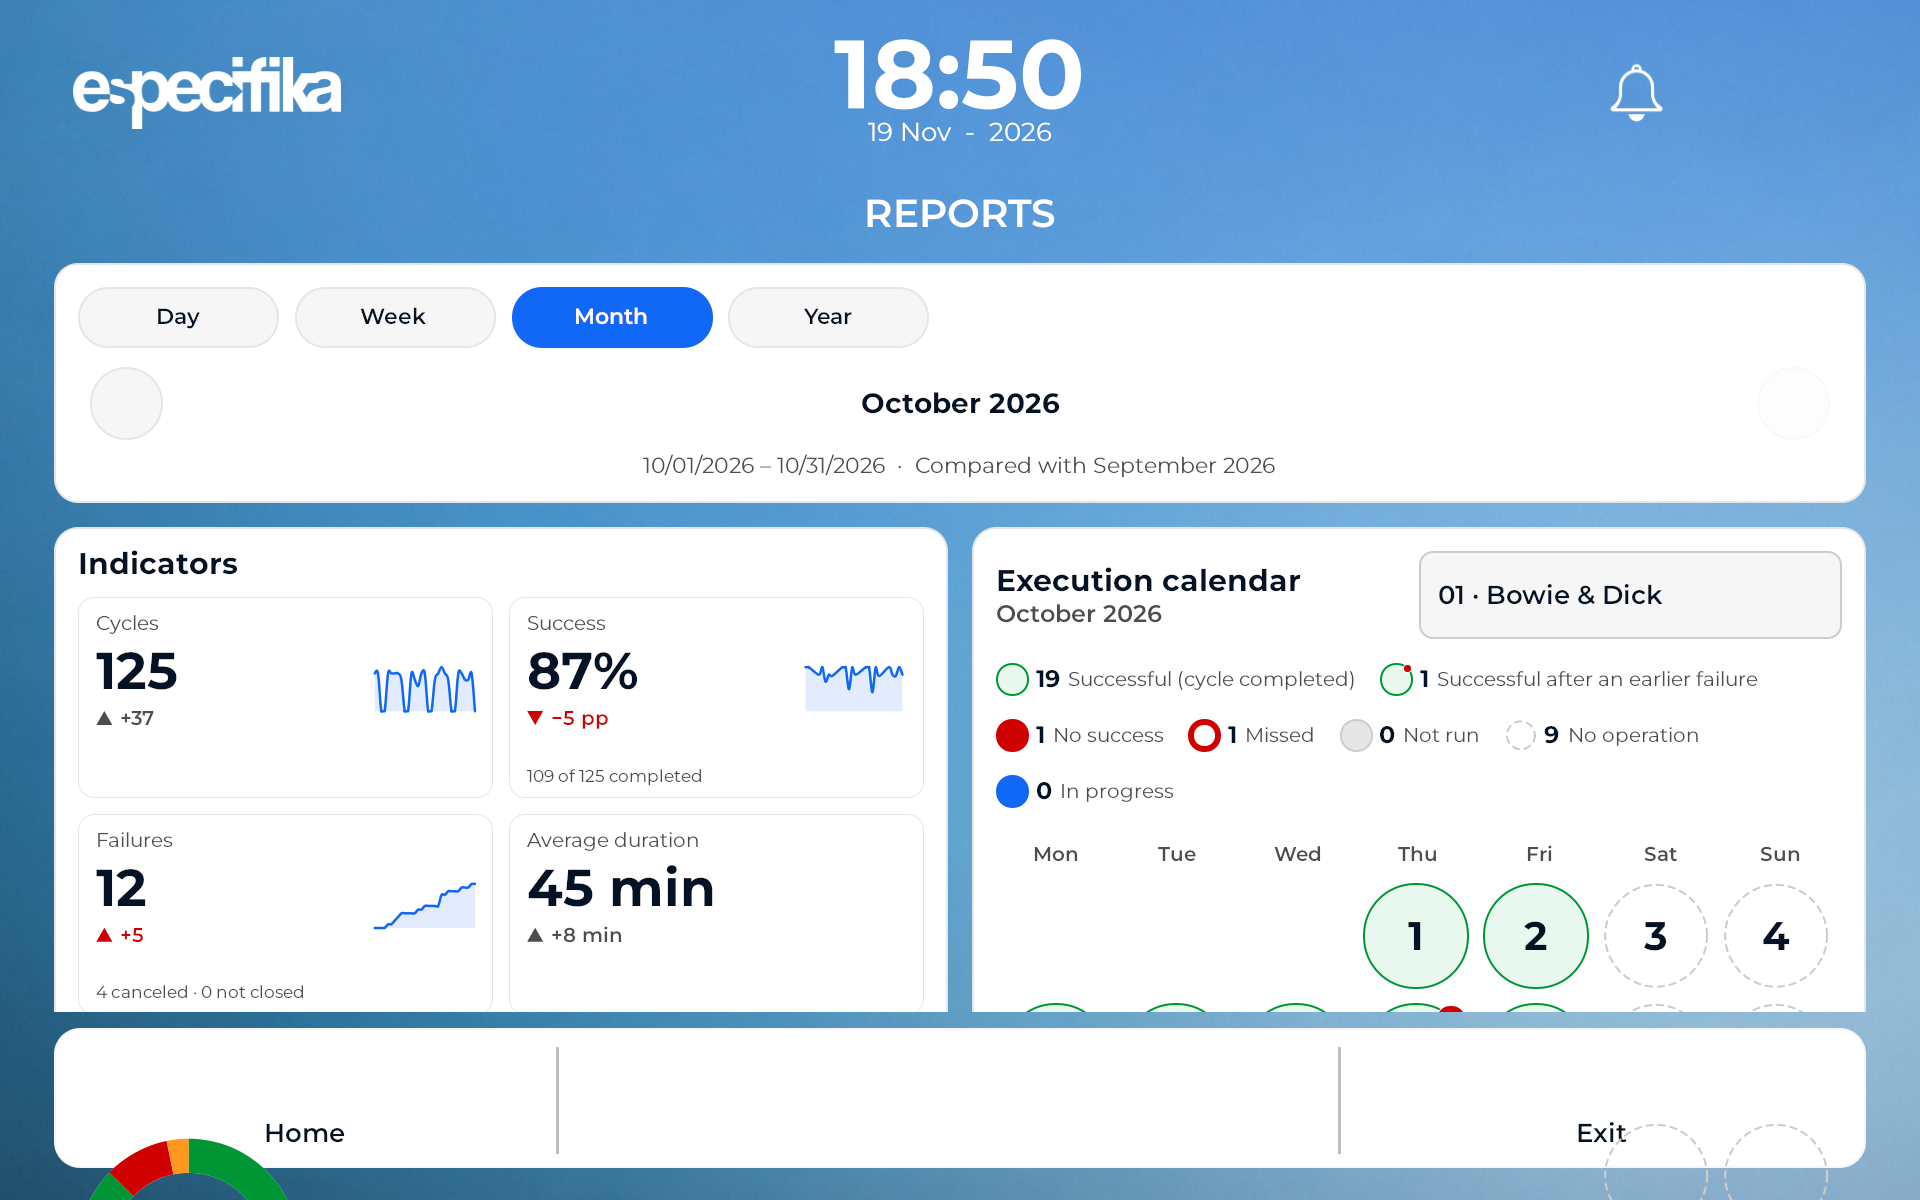 especifika
18:50
19 Nov - 2026
REPORTS
Day
Week
Month
Year
October 2026
10/01/2026 – 10/31/2026 · Compared with September 2026
Indicators
Cycles
125
▲ +37
Success
87%
▼ −5 pp
109 of 125 completed
Failures
12
▲ +5
4 canceled · 0 not closed
Average duration
45 min
▲ +8 min
Execution calendar
October 2026
01 · Bowie & Dick
19 Successful (cycle completed)
1 Successful after an earlier failure
1 No success
1 Missed
0 Not run
9 No operation
0 In progress
Mon Tue Wed Thu Fri Sat Sun
1 2 3 4
Home
Exit